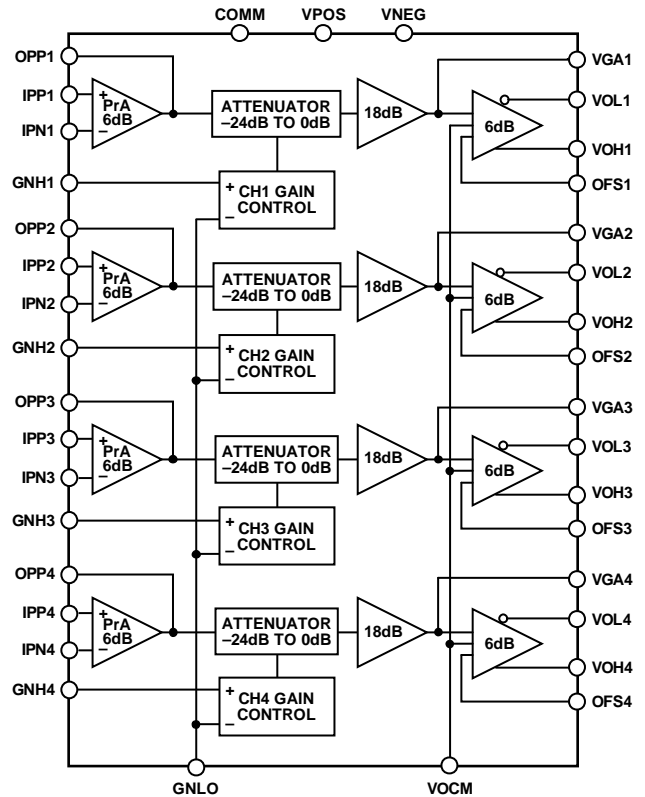 COMM VPOS VNEG
OPP1
VGA1
IPP1
+ PrA
6dB
IPN1
–
ATTENUATOR
–24dB TO 0dB
18dB
6dB
VOL1
VOH1
GNH1
+ CH1 GAIN
– CONTROL
OFS1
OPP2
VGA2
IPP2
+ PrA
6dB
IPN2
–
ATTENUATOR
–24dB TO 0dB
18dB
6dB
VOL2
VOH2
GNH2
+ CH2 GAIN
– CONTROL
OFS2
OPP3
VGA3
IPP3
+ PrA
6dB
IPN3
–
ATTENUATOR
–24dB TO 0dB
18dB
6dB
VOL3
VOH3
GNH3
+ CH3 GAIN
– CONTROL
OFS3
OPP4
VGA4
IPP4
+ PrA
6dB
IPN4
–
ATTENUATOR
–24dB TO 0dB
18dB
6dB
VOL4
VOH4
GNH4
+ CH4 GAIN
– CONTROL
OFS4
GNLO VOCM